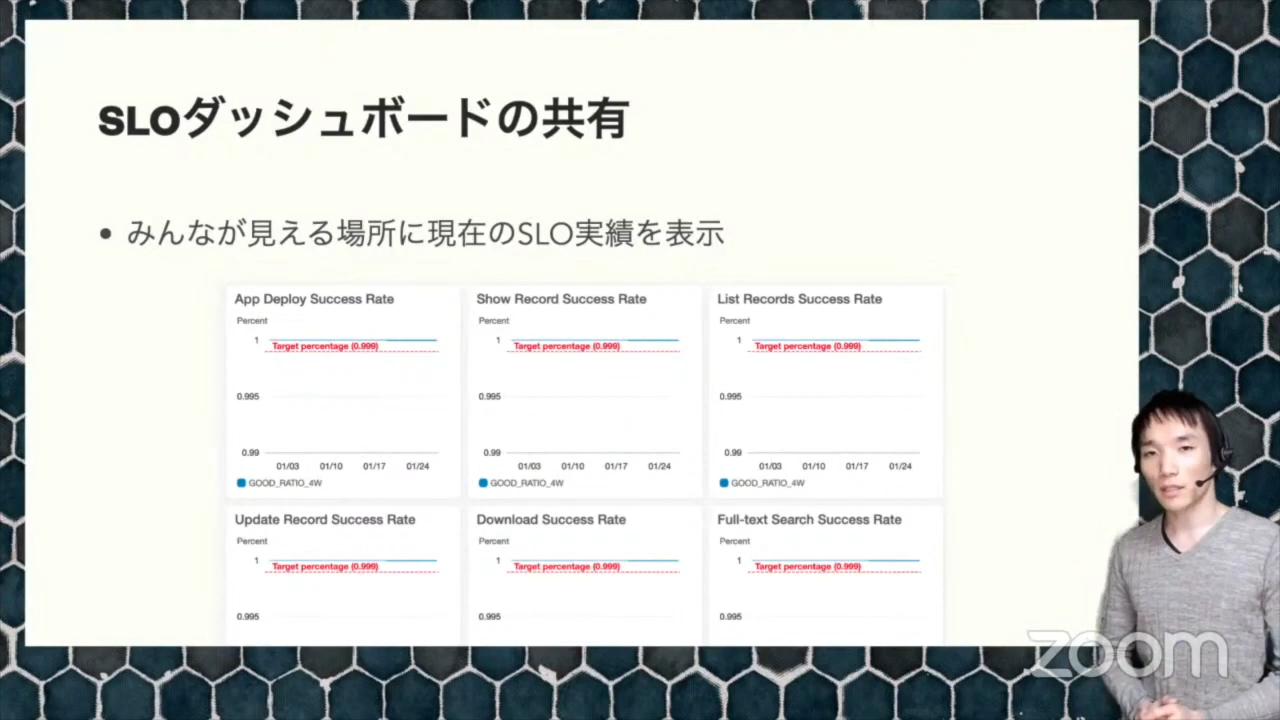 SLOダッシュボードの共有
• みんなが見える場所に現在のSLO実績を表示
App Deploy Success Rate
Percent
1
Target percentage (0.999)
0.995
0.99
01/03 01/10 01/17 01/24
GOOD_RATIO_4W
Show Record Success Rate
Percent
1
Target percentage (0.999)
0.995
0.99
01/03 01/10 01/17 01/24
GOOD_RATIO_4W
List Records Success Rate
Percent
1
Target percentage (0.999)
0.995
0.99
01/03 01/10 01/17 01/24
GOOD_RATIO_4W
Update Record Success Rate
Percent
1
Target percentage (0.999)
0.995
Download Success Rate
Percent
1
Target percentage (0.999)
0.995
Full-text Search Success Rate
Percent
1
Target percentage (0.999)
0.995
zoom